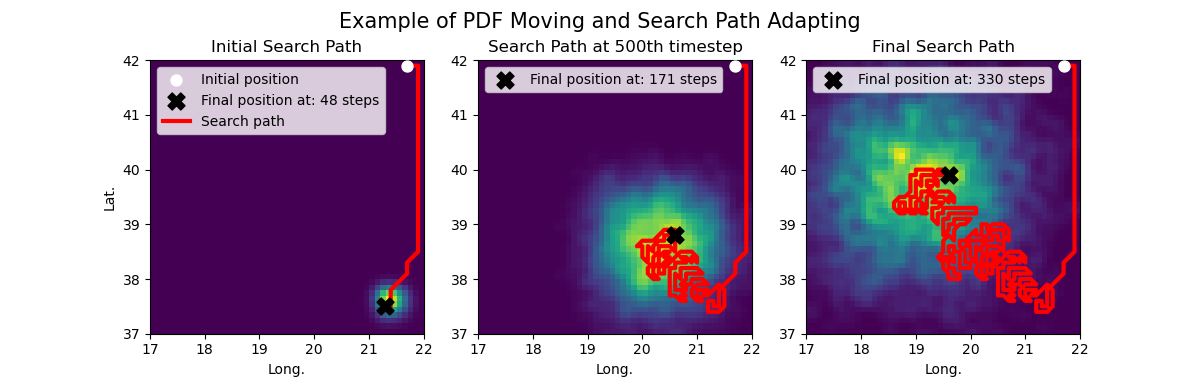 Example of PDF Moving and Search Path Adapting
Initial Search Path
Initial position
Final position at: 48 steps
Search path
42
41
40
39
38
37
17
18
19
20
21
22
Lat.
Long.
Search Path at 500th timestep
Final position at: 171 steps
42
41
40
39
38
37
17
18
19
20
21
22
Long.
Final Search Path
Final position at: 330 steps
42
41
40
39
38
37
17
18
19
20
21
22
Long.